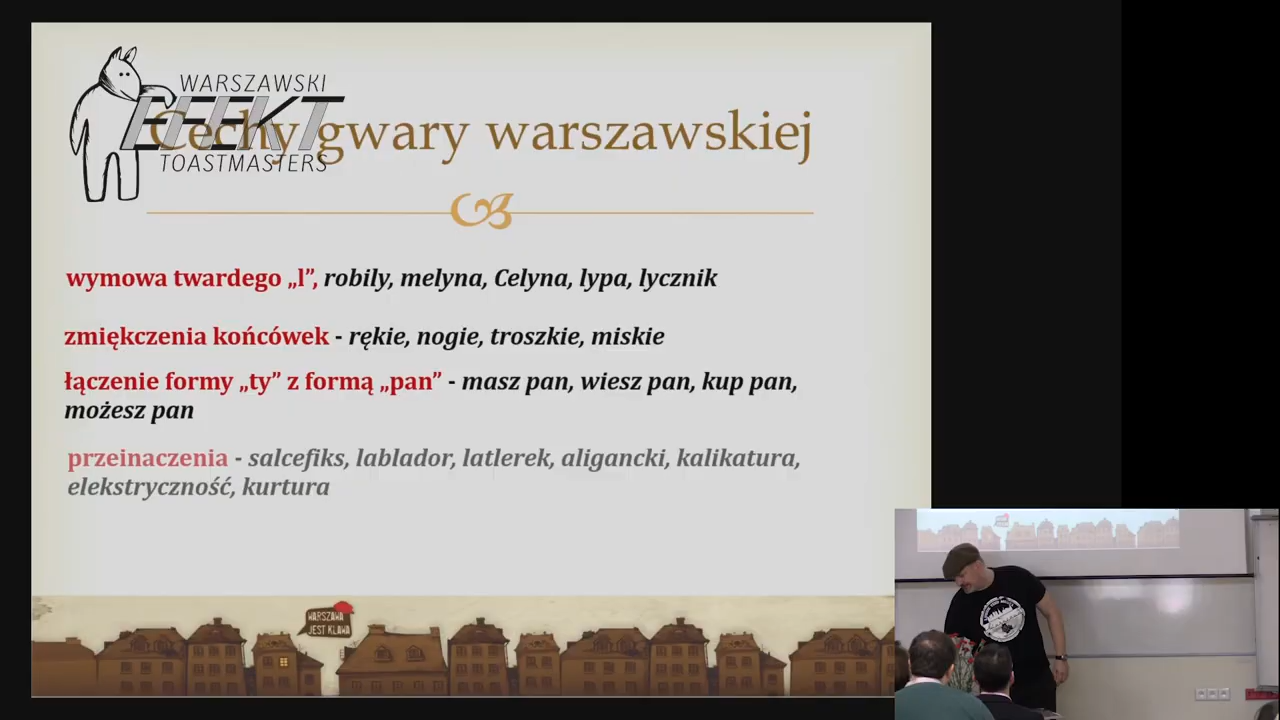 WARSZAWSKI
EFEKT
TOASTMASTERS
Cechy gwary warszawskiej
wymowa twardego „l”, robily, melyna, Celyna, lypa, lycznik
zmiękczenia końcówek - rękie, nogie, troszkie, miskie
łączenie formy „ty” z formą „pan” - masz pan, wiesz pan, kup pan,
możesz pan
przeinaczenia - salcefiks, lablador, latlerek, aligancki, kalikatura,
elekstryczność, kurtura
WARSZAWA
JEST KLAWA